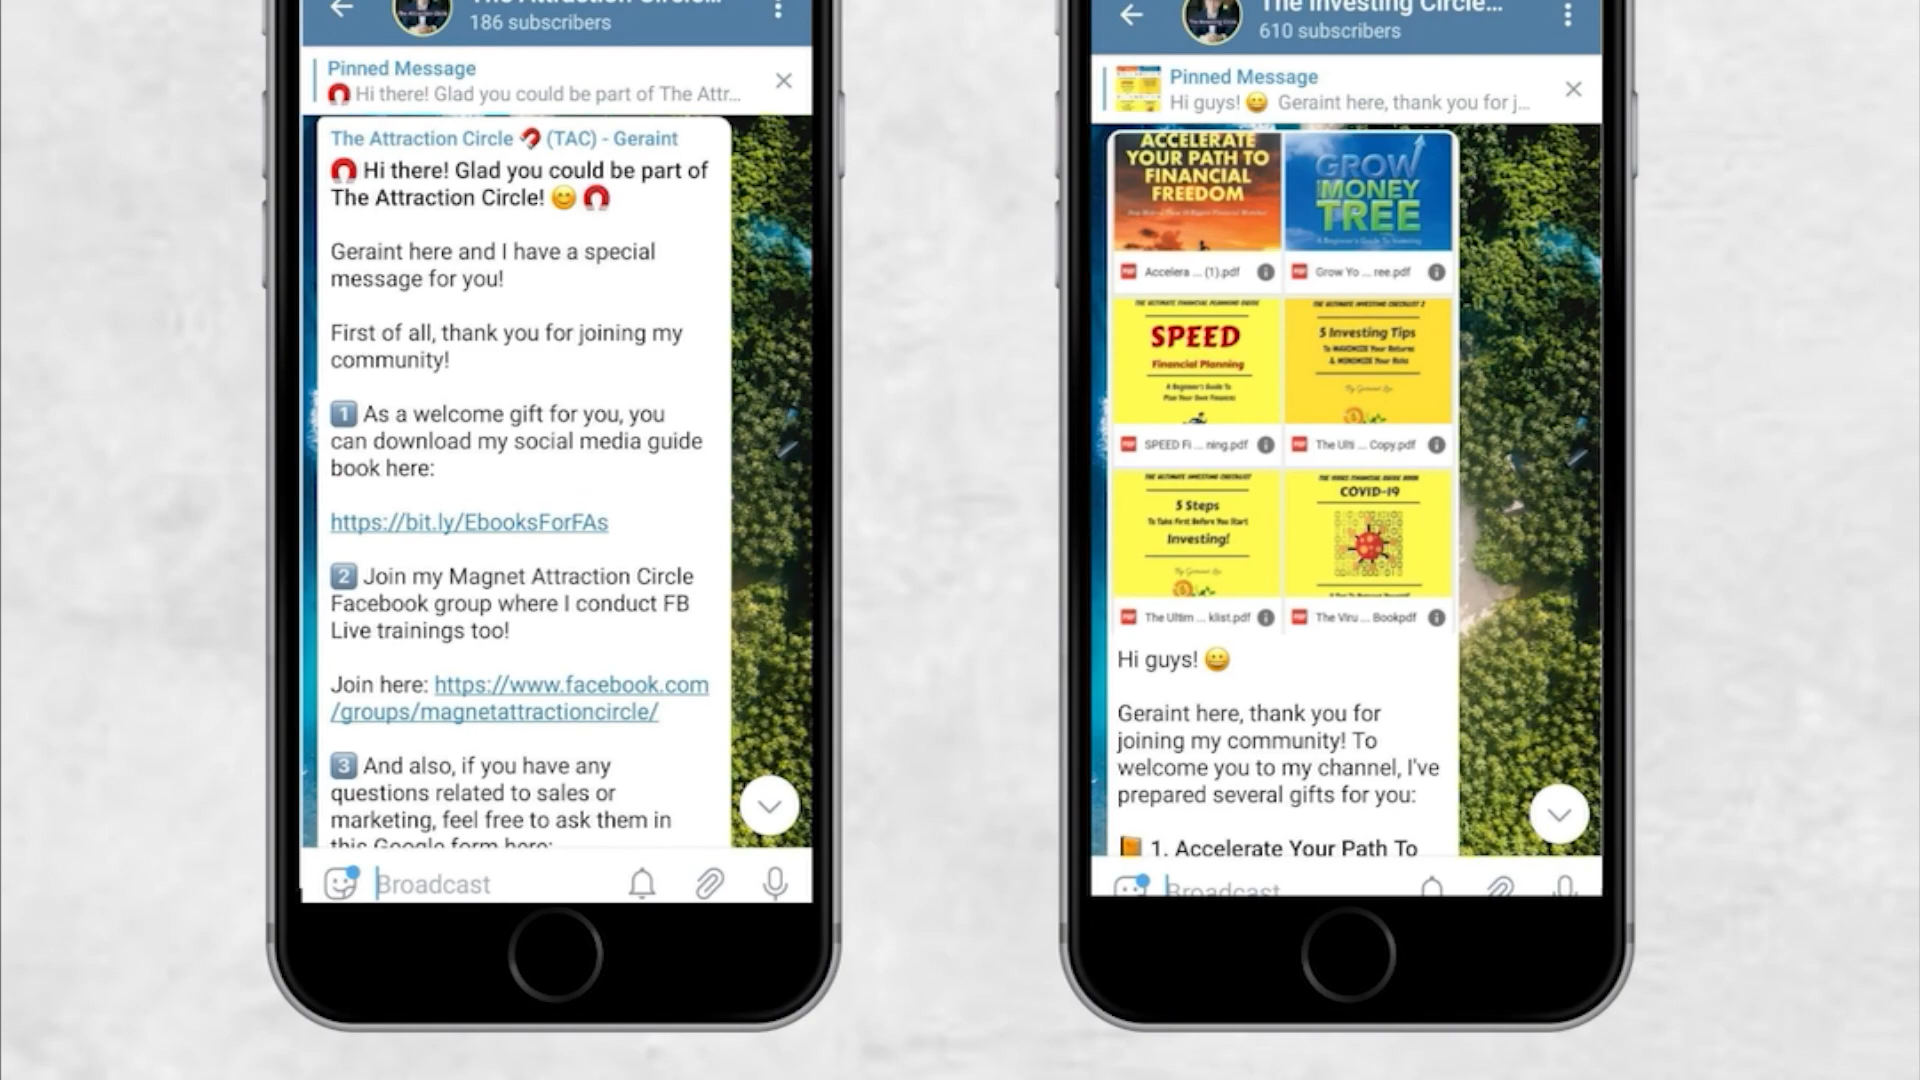 The Attraction Circle...
186 subscribers
Pinned Message
Hi there! Glad you could be part of The Attr...
The Attraction Circle (TAC) - Geraint
Hi there! Glad you could be part of
The Attraction Circle!
Geraint here and I have a special
message for you!
First of all, thank you for joining my
community!
1 As a welcome gift for you, you
can download my social media guide
book here:
https://bit.ly/EbooksForFAs
2 Join my Magnet Attraction Circle
Facebook group where I conduct FB
Live trainings too!
Join here: https://www.facebook.com
/groups/magnetattractioncircle/
3 And also, if you have any
questions related to sales or
marketing, feel free to ask them in
this Google form here:
Broadcast
The Investing Circle...
610 subscribers
Pinned Message
Hi guys! Geraint here, thank you for j...
ACCELERATE
YOUR PATH TO
FINANCIAL
FREEDOM
Accelera ... (1).pdf
GROW
MONEY
TREE
A Beginner's Guide To Investing
Grow Yo ... ree.pdf
THE ULTIMATE FINANCIAL PLANNING GUIDE
SPEED
Financial Planning
A Beginner's Guide To
Plan Your Own Finances
SPEED Fi ... ning.pdf
THE ULTIMATE INVESTING CHECKLIST 2
5 Investing Tips
To MAXIMIZE Your Returns
& MINIMIZE Your Risks
The Ulti ... Copy.pdf
THE ULTIMATE INVESTING CHECKLIST
5 Steps
To Take First Before You Start
Investing!
The Ultim ... klist.pdf
COVID-19
The Viru ... Bookpdf
Hi guys!
Geraint here, thank you for
joining my community! To
welcome you to my channel, I've
prepared several gifts for you:
1. Accelerate Your Path To
Broadcast